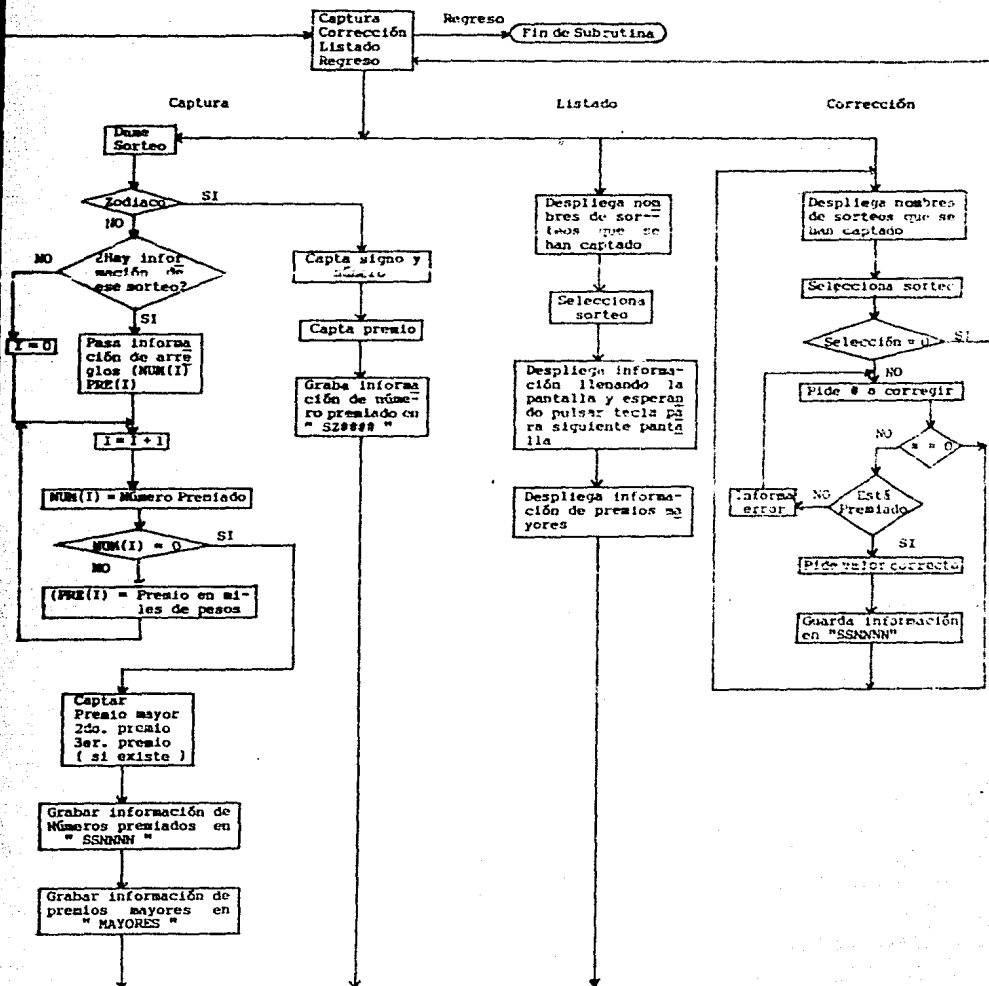 Captura
Corrección
Listado
Regreso
Regreso
Fin de Subrutina
Captura
Listado
Corrección
Dame
Sorteo
Zodiaco
SI
NO
¿Hay infor
mación de
ese sorteo?
NO
SI
I = 0
Pasa informa
ción de arre
glos (NUM(I)
PRE(I)
I = I + 1
NUM(I) = Número Premiado
NUM(I) = 0
SI
NO
(PRE(I) = Premio en mi-
les de pesos
Captar
Premio mayor
2do. premio
3er. premio
( si existe )
Grabar información de
Números premiados en
" SSNNNN "
Grabar información de
premios mayores en
" MAYORES "
Capta signo y
número
Capta premio
Graba informa
ción de núme-
ro premiado en
" SZ#### "
Despliega nom
bres de sor-
teos que se
han captado
Selecciona
sorteo
Despliega informa-
ción llenando la
pantalla y esperan
do pulsar tecla pa
ra siguiente panta
lla
Despliega informa-
ción de premios ma
yores
Despliega nombres
de sorteos que se
han captado
Selecciona sorteo
Selección = 0
SI
NO
Pide # a corregir
NO
= 0
Está
Premiado
NO
Informa
error
SI
Pide valor correcto
Guarda información
en "SSNNNN"